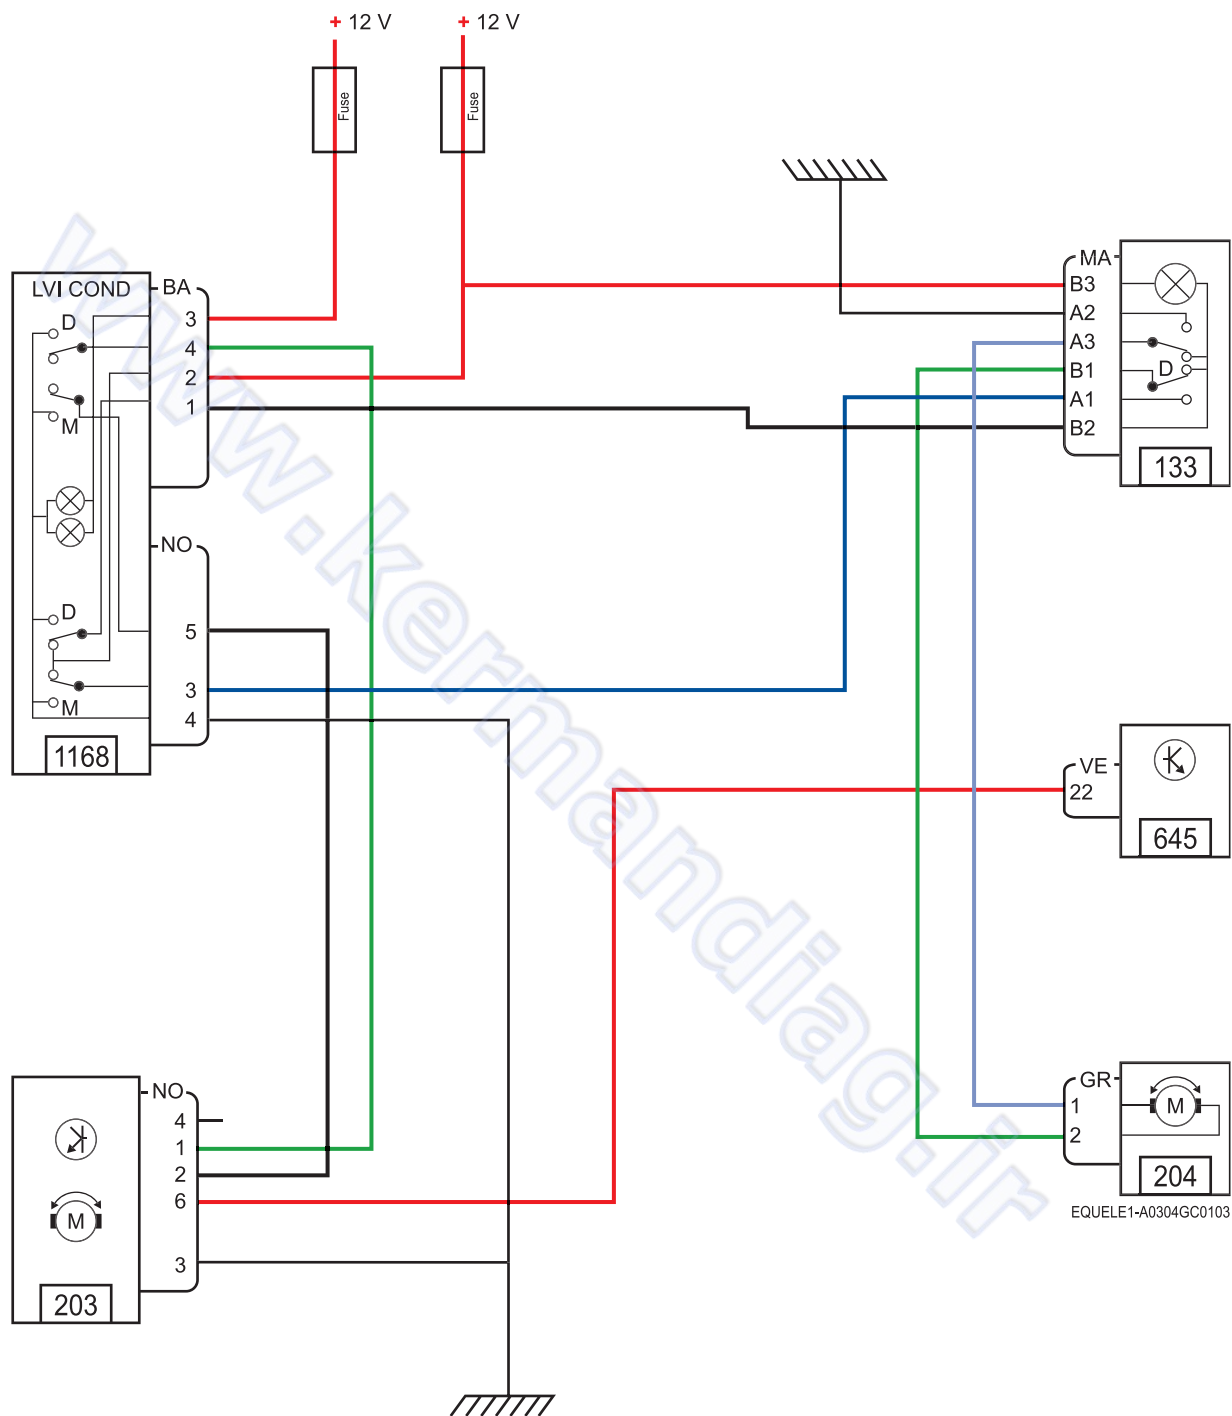 + 12 V
+ 12 V
Fuse
Fuse
LVI COND
BA
D
3
4
2
1
M
NO
D
5
3
M
4
1168
MA
B3
A2
A3
B1
D
A1
B2
133
VE
22
645
NO
4
1
2
6
M
3
203
GR
1
M
2
204
EQUELE1-A0304GC0103
www.kermandiag.ir